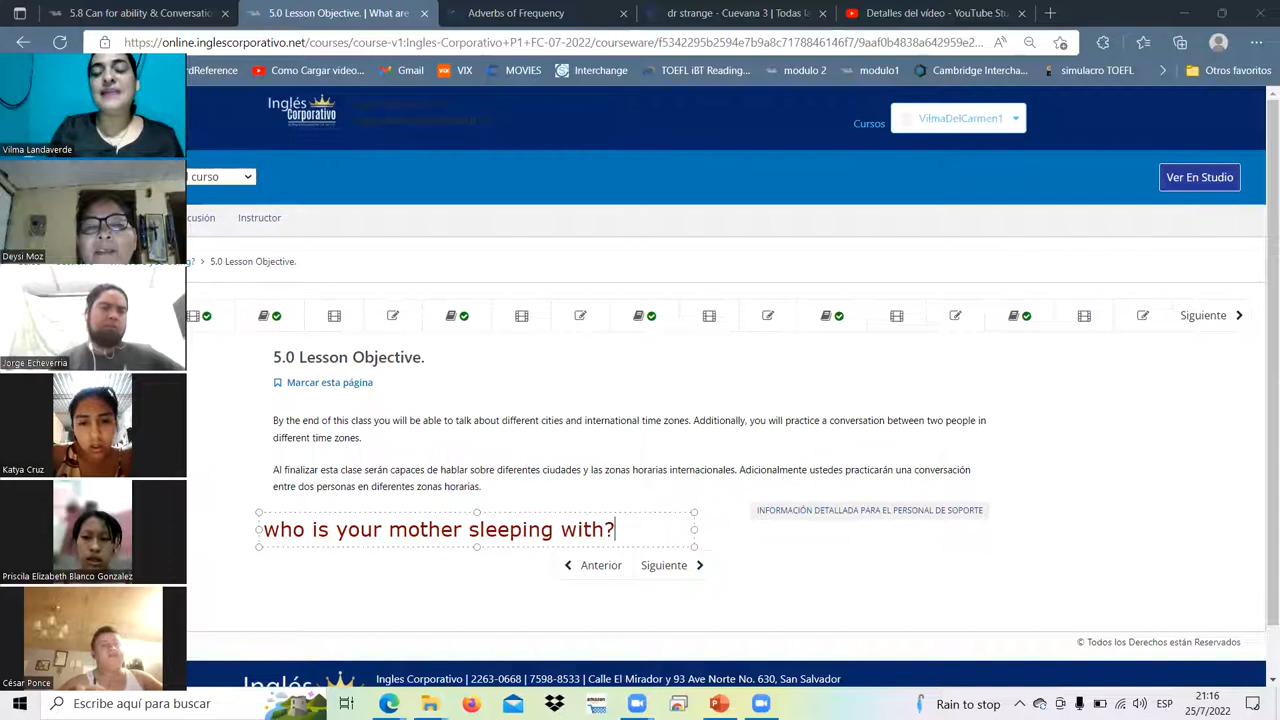 5.8 Can for Ability en Conversatio
5.0 Lesson Objective. | What are
Adverbs of Frequency
dr strange - Cuevana 3 | Todas l
Detalles del vídeo - YouTube Stu
https://online.inglescorporativo.net/courses/course-v1:Ingles-Corporativo+P1+FC-07-2022/courseware/f5342295b2594e7b9a8c7178846146f7/9aaf0b4838a642959e2...
rdReference
Como Cargar video...
Gmail
VIX
MOVIES
Interchange
TOEFL iBT Reading...
modulo 2
modulo1
Cambridge Intercha...
simulacro TOEFL
Otros favoritos
Inglés
Corporativo
Cursos
VilmaDelCarmen1
Vilma Landaverde
l curso
Ver En Studio
cusión
Instructor
Deysi Moz
5.0 Lesson Objective.
Siguiente
Jorge Echeverria
5.0 Lesson Objective.
Marcar esta página
By the end of this class you will be able to talk about different cities and international time zones. Additionally, you will practice a conversation between two people in
different time zones.
Al finalizar esta clase serán capaces de hablar sobre diferentes ciudades y las zonas horarias internacionales. Adicionalmente ustedes practicarán una conversación
entre dos personas en diferentes zonas horarias.
Katya Cruz
INFORMACIÓN DETALLADA PARA EL PERSONAL DE SOPORTE
who is your mother sleeping with?
Anterior
Siguiente
Priscila Elizabeth Blanco Gonzalez
© Todos los Derechos están Reservados
Inglés
Ingles Corporativo | 2263-0668 | 7598-8533 | Calle El Mirador y 93 Ave Norte No. 630, San Salvador
César Ponce
Escribe aquí para buscar
Rain to stop
ESP
21:16
25/7/2022